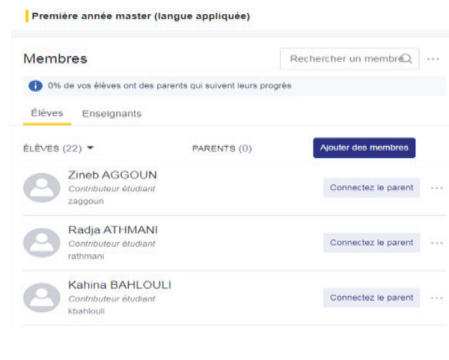 Première année master (langue appliquée)
Membres
Rechercher un membre
0% de vos élèves ont des parents qui suivent leurs progrès
Élèves Enseignants
ÉLÈVES (22) PARENTS (0) Ajouter des membres
Zineb AGGOUN
Contributeur étudiant
zaggoun
Connectez le parent
Radja ATHMANI
Contributeur étudiant
rathmani
Connectez le parent
Kahina BAHLOULI
Contributeur étudiant
kbahlouli
Connectez le parent